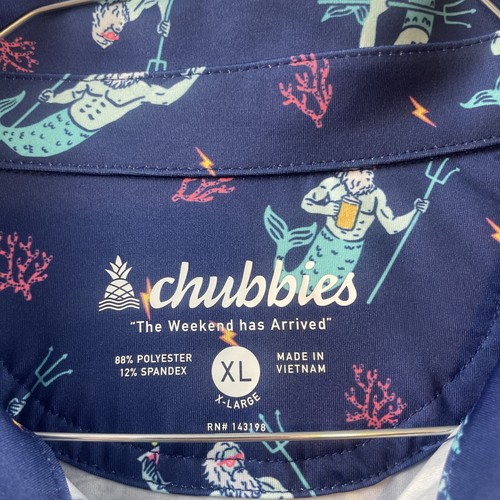 chubbies
"The Weekend has Arrived"
88% POLYESTER
12% SPANDEX
XL
X-LARGE
MADE IN
VIETNAM
RN# 143198